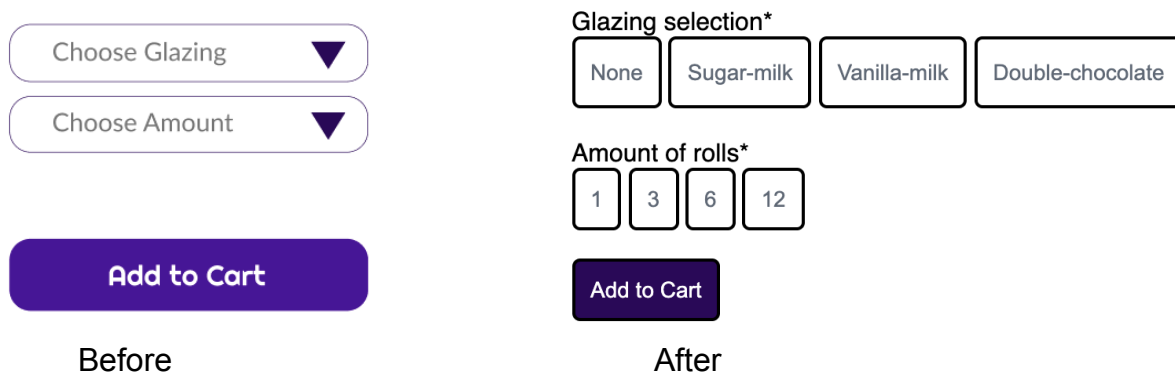 Choose Glazing
Choose Amount
Add to Cart
Before
Glazing selection*
None Sugar-milk Vanilla-milk Double-chocolate
Amount of rolls*
1 3 6 12
Add to Cart
After